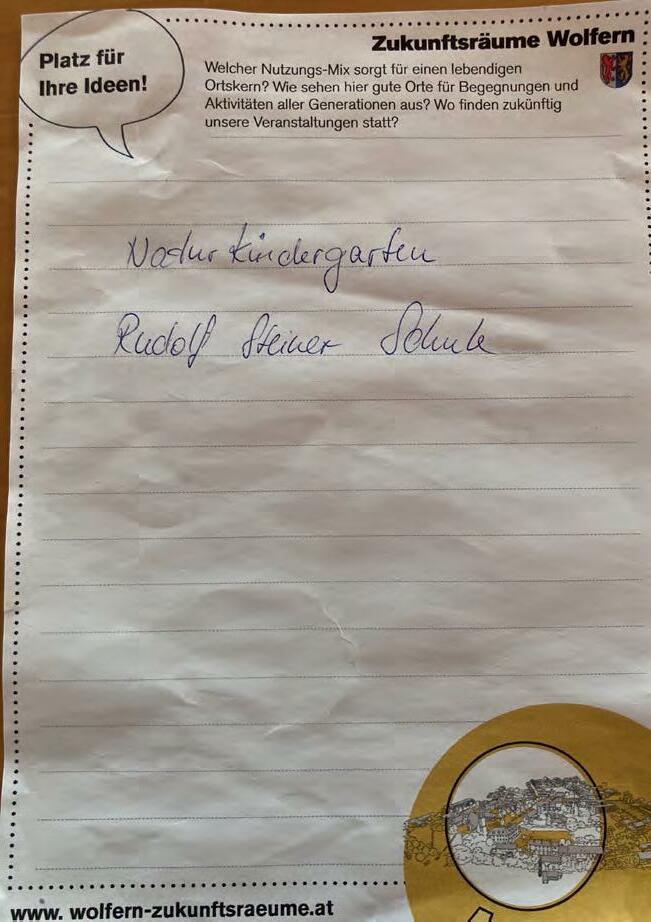 Platz für
Ihre Ideen!
Zukunftsräume Wolfern
Welcher Nutzungs-Mix sorgt für einen lebendigen
Ortskern? Wie sehen hier gute Orte für Begegnungen und
Aktivitäten aller Generationen aus? Wo finden zukünftig
unsere Veranstaltungen statt?
Natur Kindergarten
Rudolf Steiner Schule
www. wolfern-zukunftsraeume.at